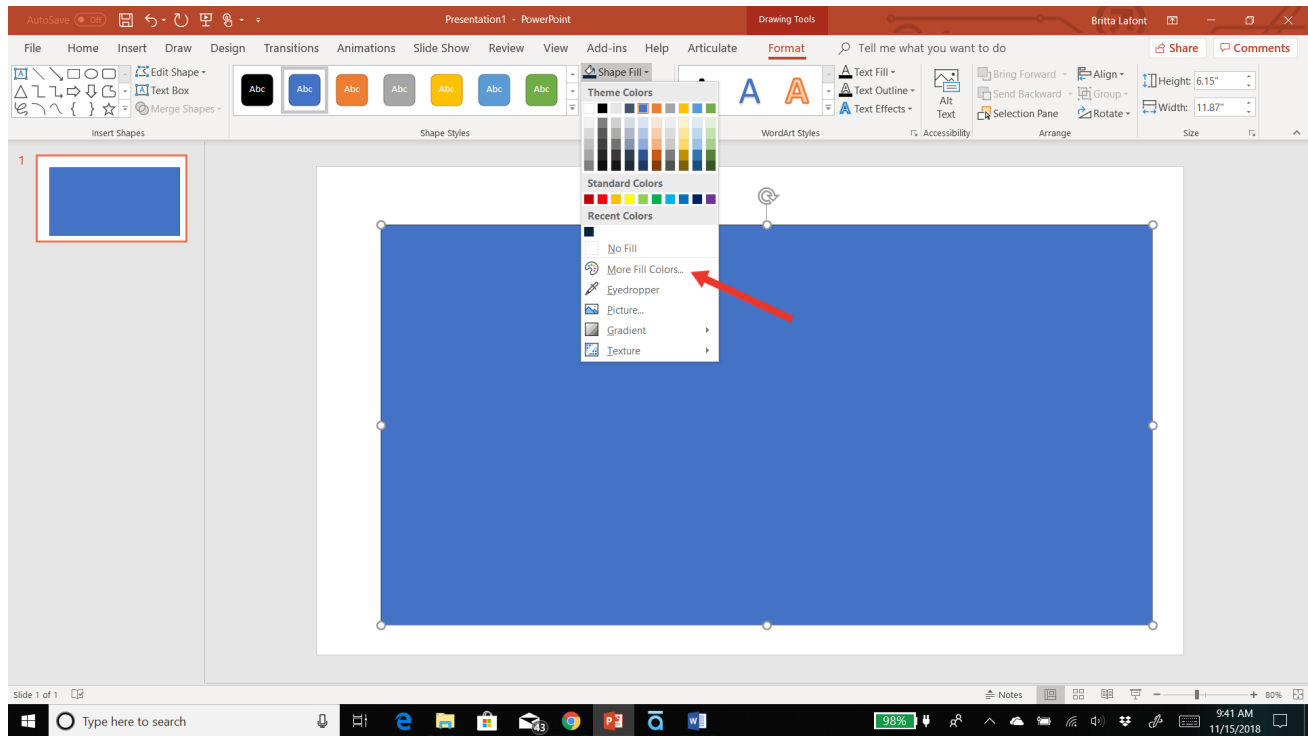 AutoSave Off Presentation1 - PowerPoint Drawing Tools Britta Lafont
File Home Insert Draw Design Transitions Animations Slide Show Review View Add-ins Help Articulate Format Tell me what you want to do Share Comments
Edit Shape
Text Box
Merge Shapes
Insert Shapes
Abc Abc Abc Abc Abc Abc Abc
Shape Styles
Shape Fill
Theme Colors
Standard Colors
Recent Colors
No Fill
More Fill Colors...
Eyedropper
Picture...
Gradient
Texture
A A
Text Fill
Text Outline
Text Effects
WordArt Styles
Alt
Text
Accessibility
Bring Forward
Send Backward
Selection Pane
Align
Group
Rotate
Arrange
Height: 6.15"
Width: 11.87"
Size
1
Slide 1 of 1 Notes 80%
Type here to search 43 98% 9:41 AM
11/15/2018